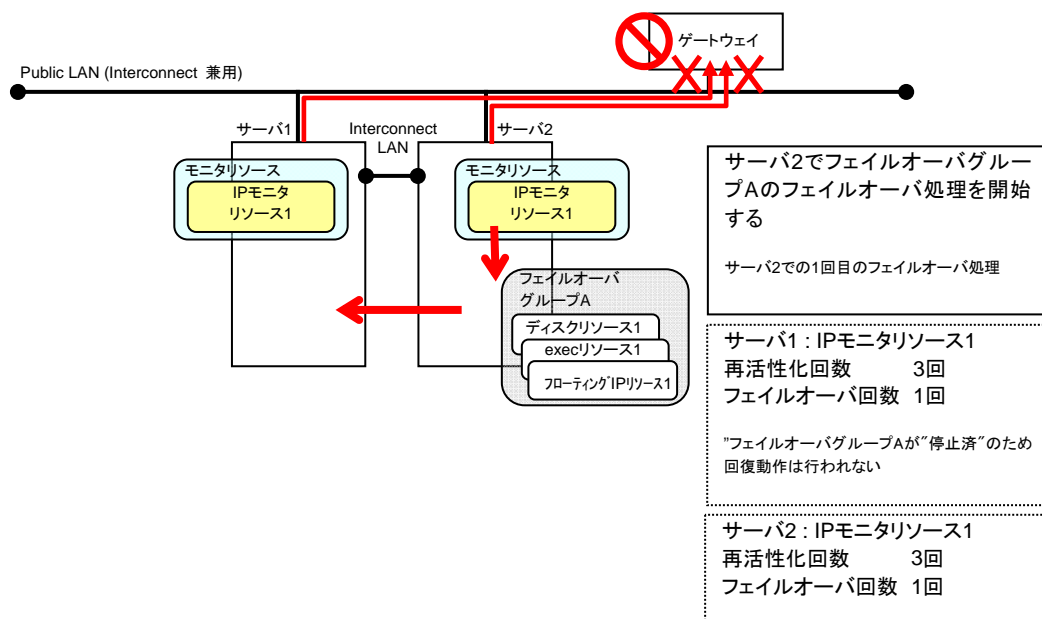 ゲートウェイ
Public LAN (Interconnect 兼用)
サーバ1
Interconnect
LAN
サーバ2
モニタリソース
IPモニタ
リソース1
モニタリソース
IPモニタ
リソース1
フェイルオーバ
グループA
ディスクリソース1
execリソース1
フローティングIPリソース1
サーバ2でフェイルオーバグルー
プAのフェイルオーバ処理を開始
する
サーバ2での1回目のフェイルオーバ処理
サーバ1 : IPモニタリソース1
再活性化回数 3回
フェイルオーバ回数 1回
"フェイルオーバグループAが"停止済"のため
回復動作は行われない
サーバ2 : IPモニタリソース1
再活性化回数 3回
フェイルオーバ回数 1回